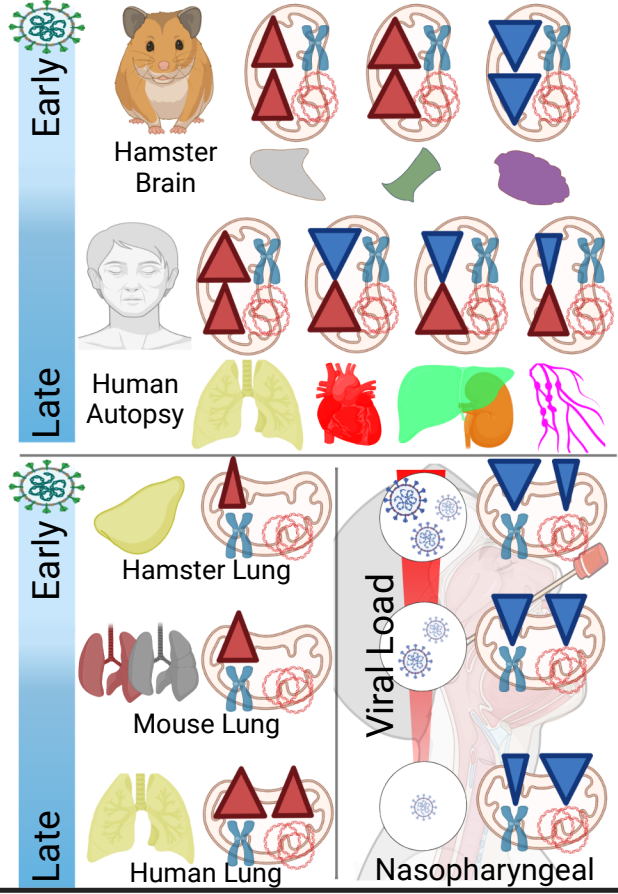 Early
Hamster
Brain
Late
Human
Autopsy
Early
Hamster Lung
Mouse Lung
Late
Human Lung
Viral Load
Nasopharyngeal